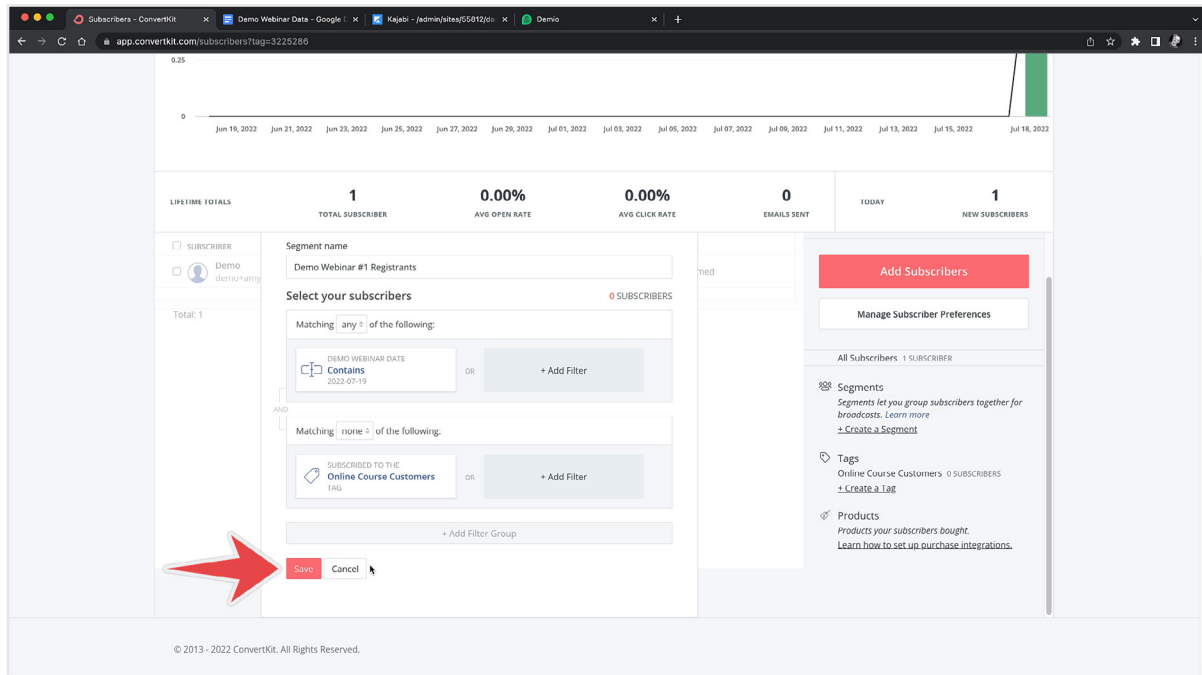 Subscribers - ConvertKit
Demo Webinar Data - Google
Kajabi - /admin/sites/55812/da
Demio
app.convertkit.com/subscribers?tag=3225286
0.25
0
Jun 19, 2022 Jun 21, 2022 Jun 23, 2022 Jun 25, 2022 Jun 27, 2022 Jun 29, 2022 Jul 01, 2022 Jul 03, 2022 Jul 05, 2022 Jul 07, 2022 Jul 09, 2022 Jul 11, 2022 Jul 13, 2022 Jul 15, 2022 Jul 18, 2022
LIFETIME TOTALS
1
TOTAL SUBSCRIBER
0.00%
AVG OPEN RATE
0.00%
AVG CLICK RATE
0
EMAILS SENT
TODAY
1
NEW SUBSCRIBERS
SUBSCRIBER
Demo
demo+amy
med
Total: 1
Segment name
Demo Webinar #1 Registrants
Select your subscribers
0 SUBSCRIBERS
Matching any of the following:
DEMO WEBINAR DATE
Contains
2022-07-19
OR
+ Add Filter
AND
Matching none of the following:
SUBSCRIBED TO THE
Online Course Customers
TAG
OR
+ Add Filter
+ Add Filter Group
Save
Cancel
Add Subscribers
Manage Subscriber Preferences
All Subscribers 1 SUBSCRIBER
Segments
Segments let you group subscribers together for
broadcasts. Learn more
+ Create a Segment
Tags
Online Course Customers 0 SUBSCRIBERS
+ Create a Tag
Products
Products your subscribers bought.
Learn how to set up purchase integrations.
© 2013 - 2022 ConvertKit. All Rights Reserved.